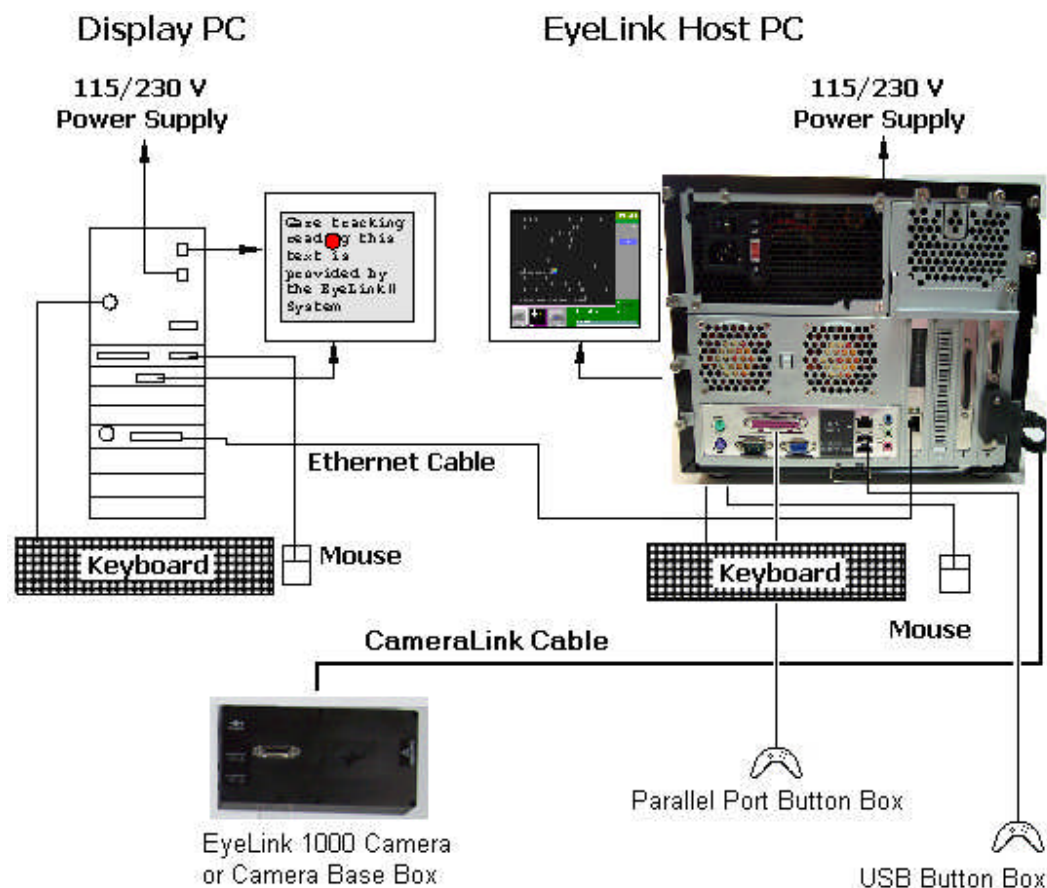 Display PC
EyeLink Host PC
115/230 V
Power Supply
115/230 V
Power Supply
Gaze tracking
reading this
text is
provided by
the EyeLinkII
System
Ethernet Cable
Keyboard
Mouse
Keyboard
Mouse
CameraLink Cable
Parallel Port Button Box
EyeLink 1000 Camera
or Camera Base Box
USB Button Box